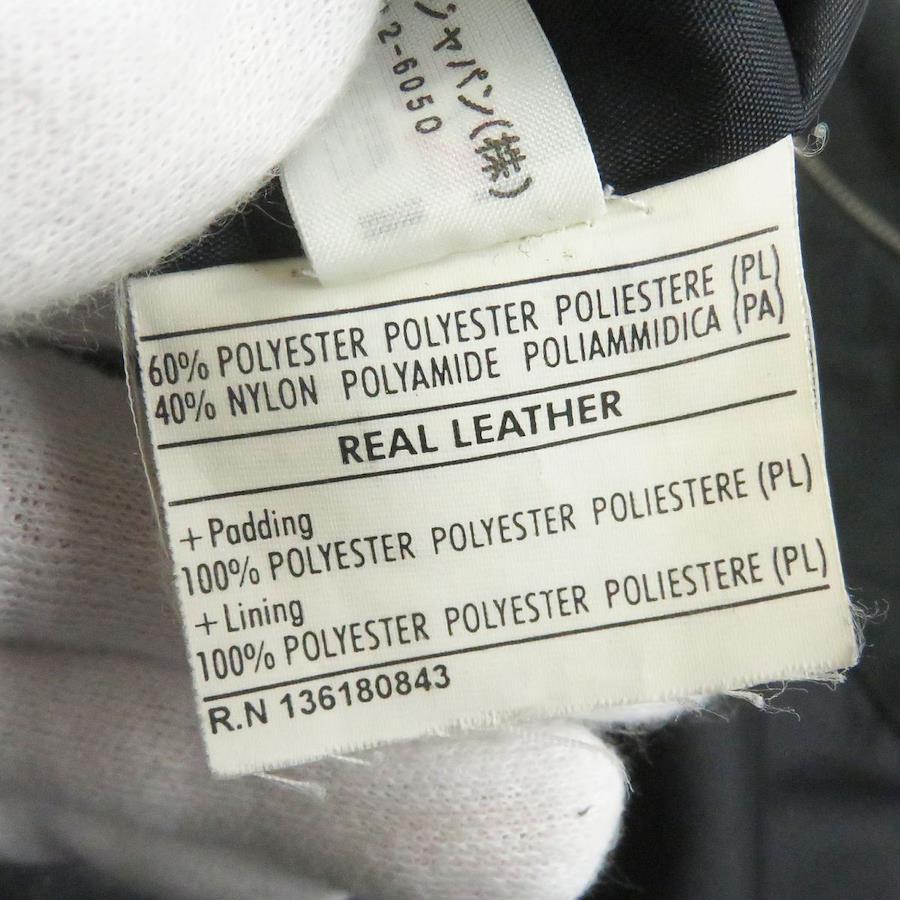 ジャパン(株)
2-6050
60% POLYESTER POLYESTER POLIESTERE (PL)
40% NYLON POLYAMIDE POLIAMMIDICA (PA)
REAL LEATHER
+Padding
100% POLYESTER POLYESTER POLIESTERE (PL)
+Lining
100% POLYESTER POLYESTER POLIESTERE (PL)
R.N 136180843